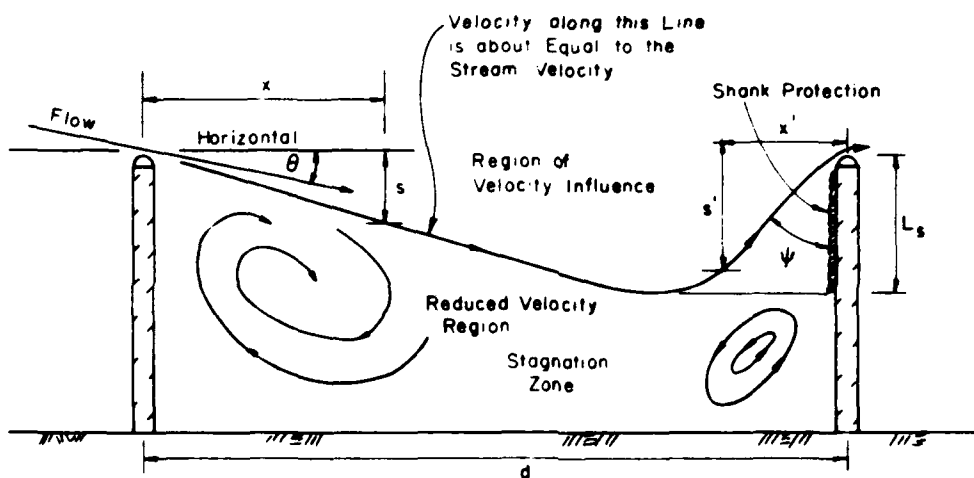 Velocity along this Line
is about Equal to the
Stream Velocity
Shank Protection
x
x'
Flow
Horizontal
θ
s
Region of
Velocity Influence
s'
L_s
ψ
Reduced Velocity
Region
Stagnation
Zone
d